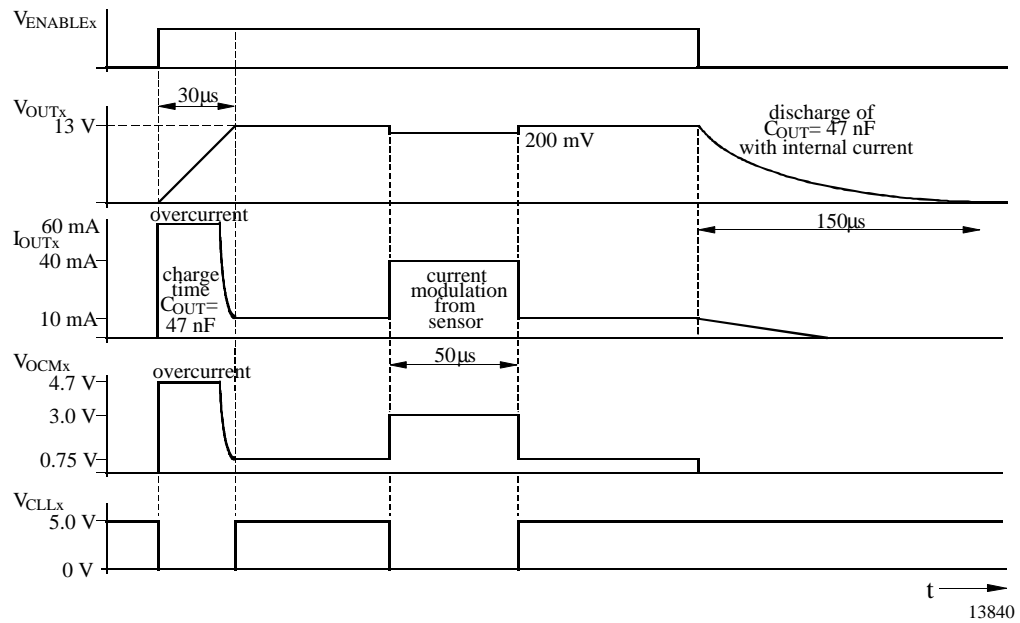 VENABLEx
30µs
VOUTx
13 V
200 mV
discharge of
COUT= 47 nF
with internal current
overcurrent
60 mA
IOUTx
40 mA
10 mA
charge
time
COUT=
47 nF
current
modulation
from
sensor
150µs
50µs
VOCMx
overcurrent
4.7 V
3.0 V
0.75 V
VCLLx
5.0 V
0 V
t
13840